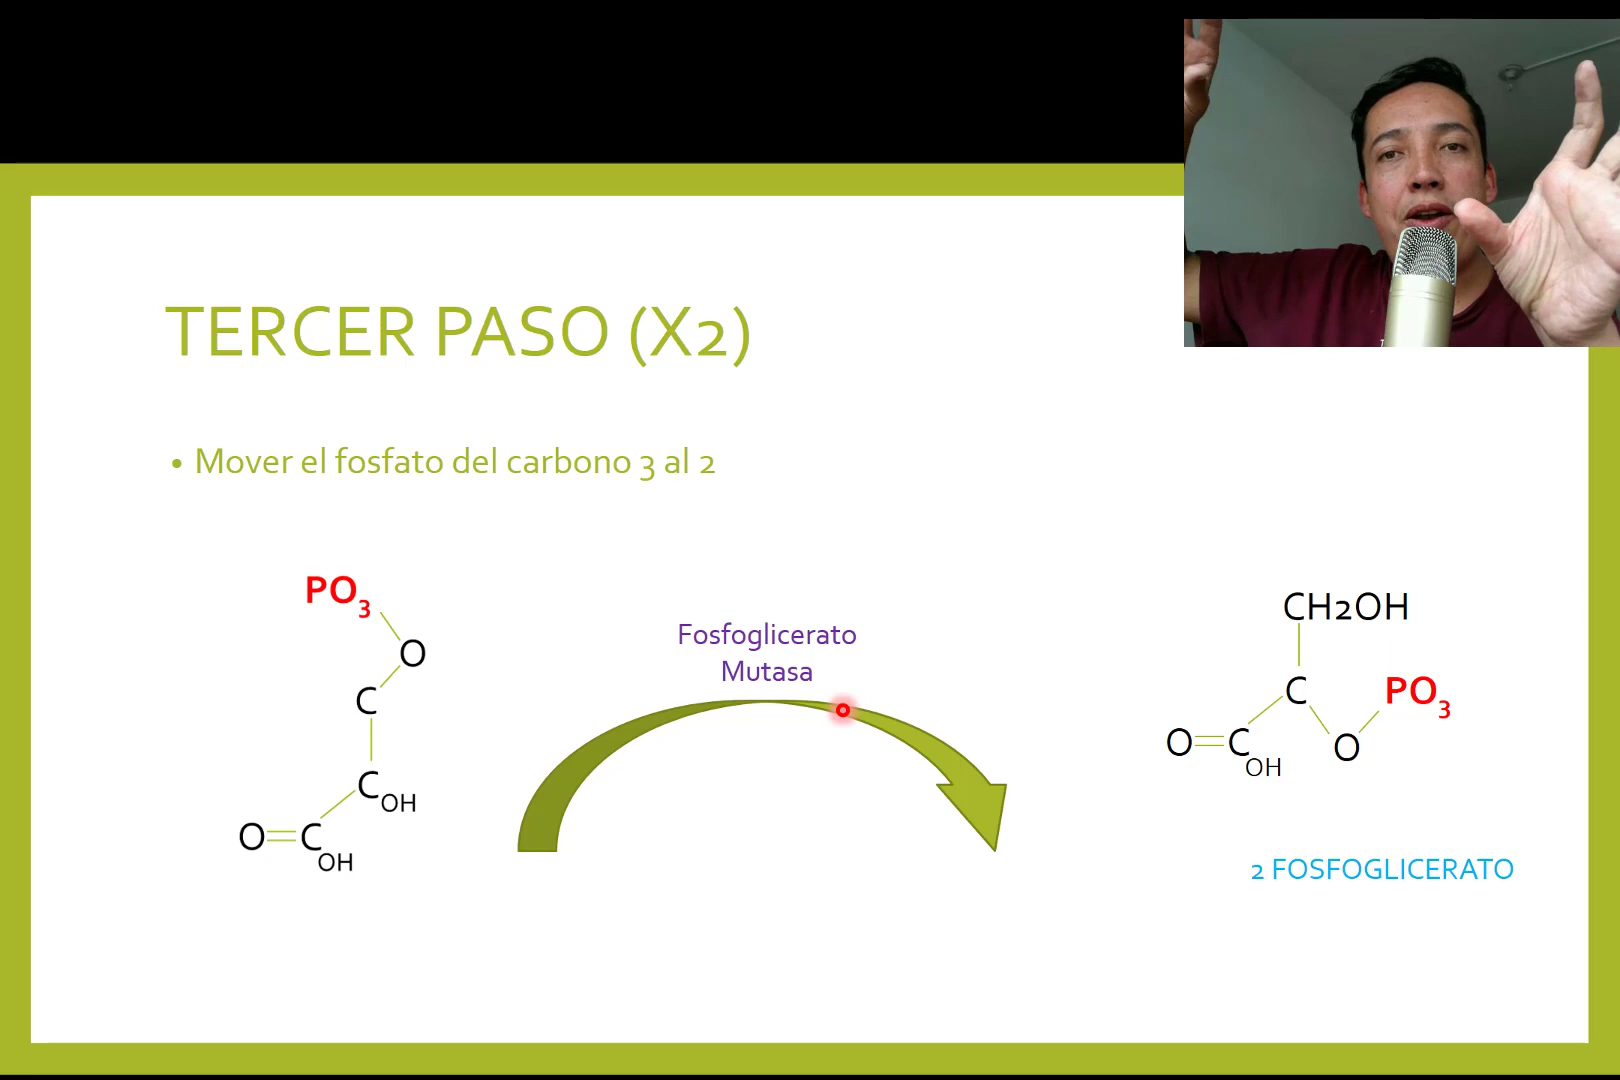 TERCER PASO (X2)
• Mover el fosfato del carbono 3 al 2
PO3
O
C
C OH
O=C OH
Fosfoglicerato
Mutasa
CH2OH
C
PO3
O=C OH
O
2 FOSFOGLICERATO